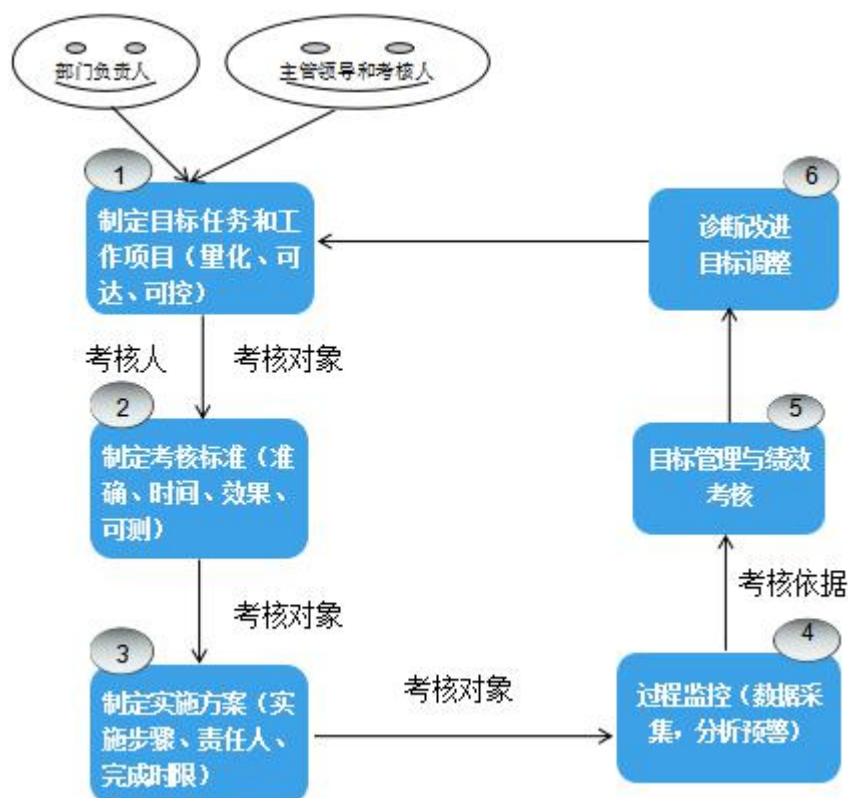 部门负责人
主管领导和考核人
1
制定目标任务和工
作项目（量化、可
达、可控）
6
诊断改进
目标调整
考核人
考核对象
2
制定考核标准（准
确、时间、效果、
可测）
5
目标管理与绩效
考核
考核依据
考核对象
3
制定实施方案（实
施步骤、责任人、
完成时限）
考核对象
4
过程监控（数据采
集，分析预警）